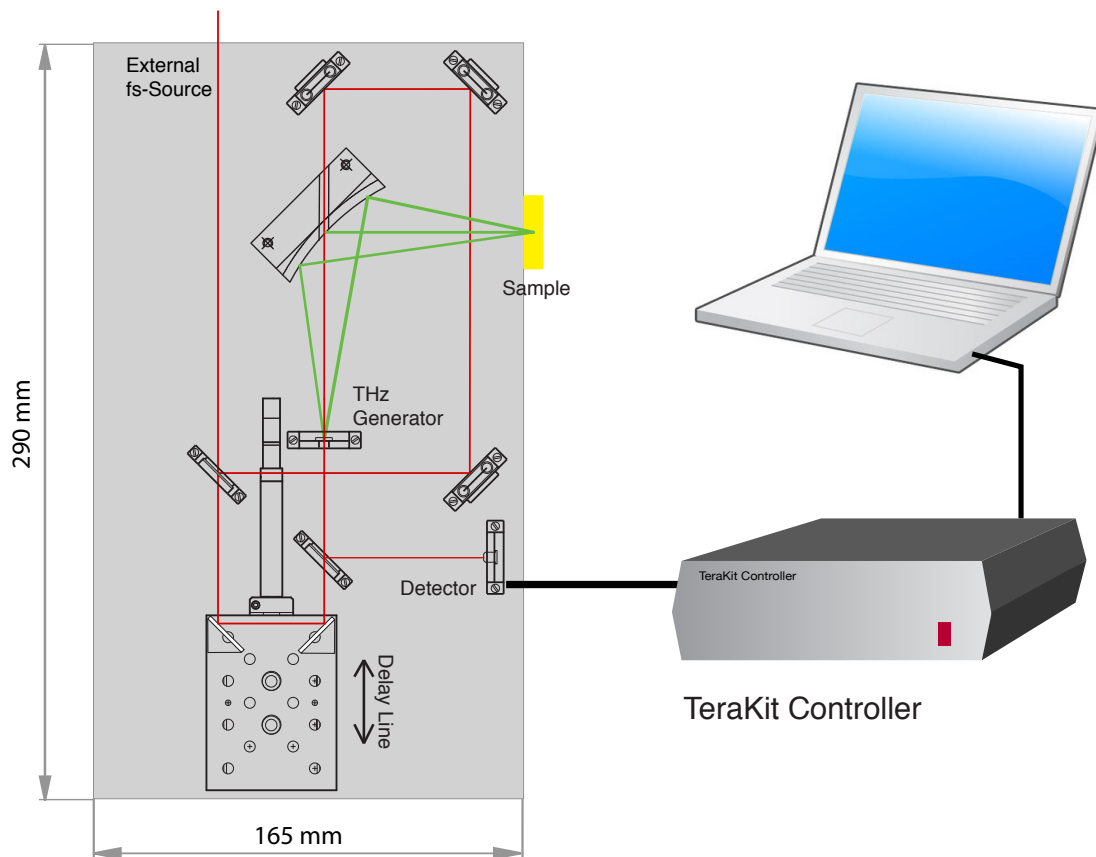 External
fs-Source
Sample
THz
Generator
290 mm
Detector
TeraKit Controller
Delay Line
TeraKit Controller
165 mm